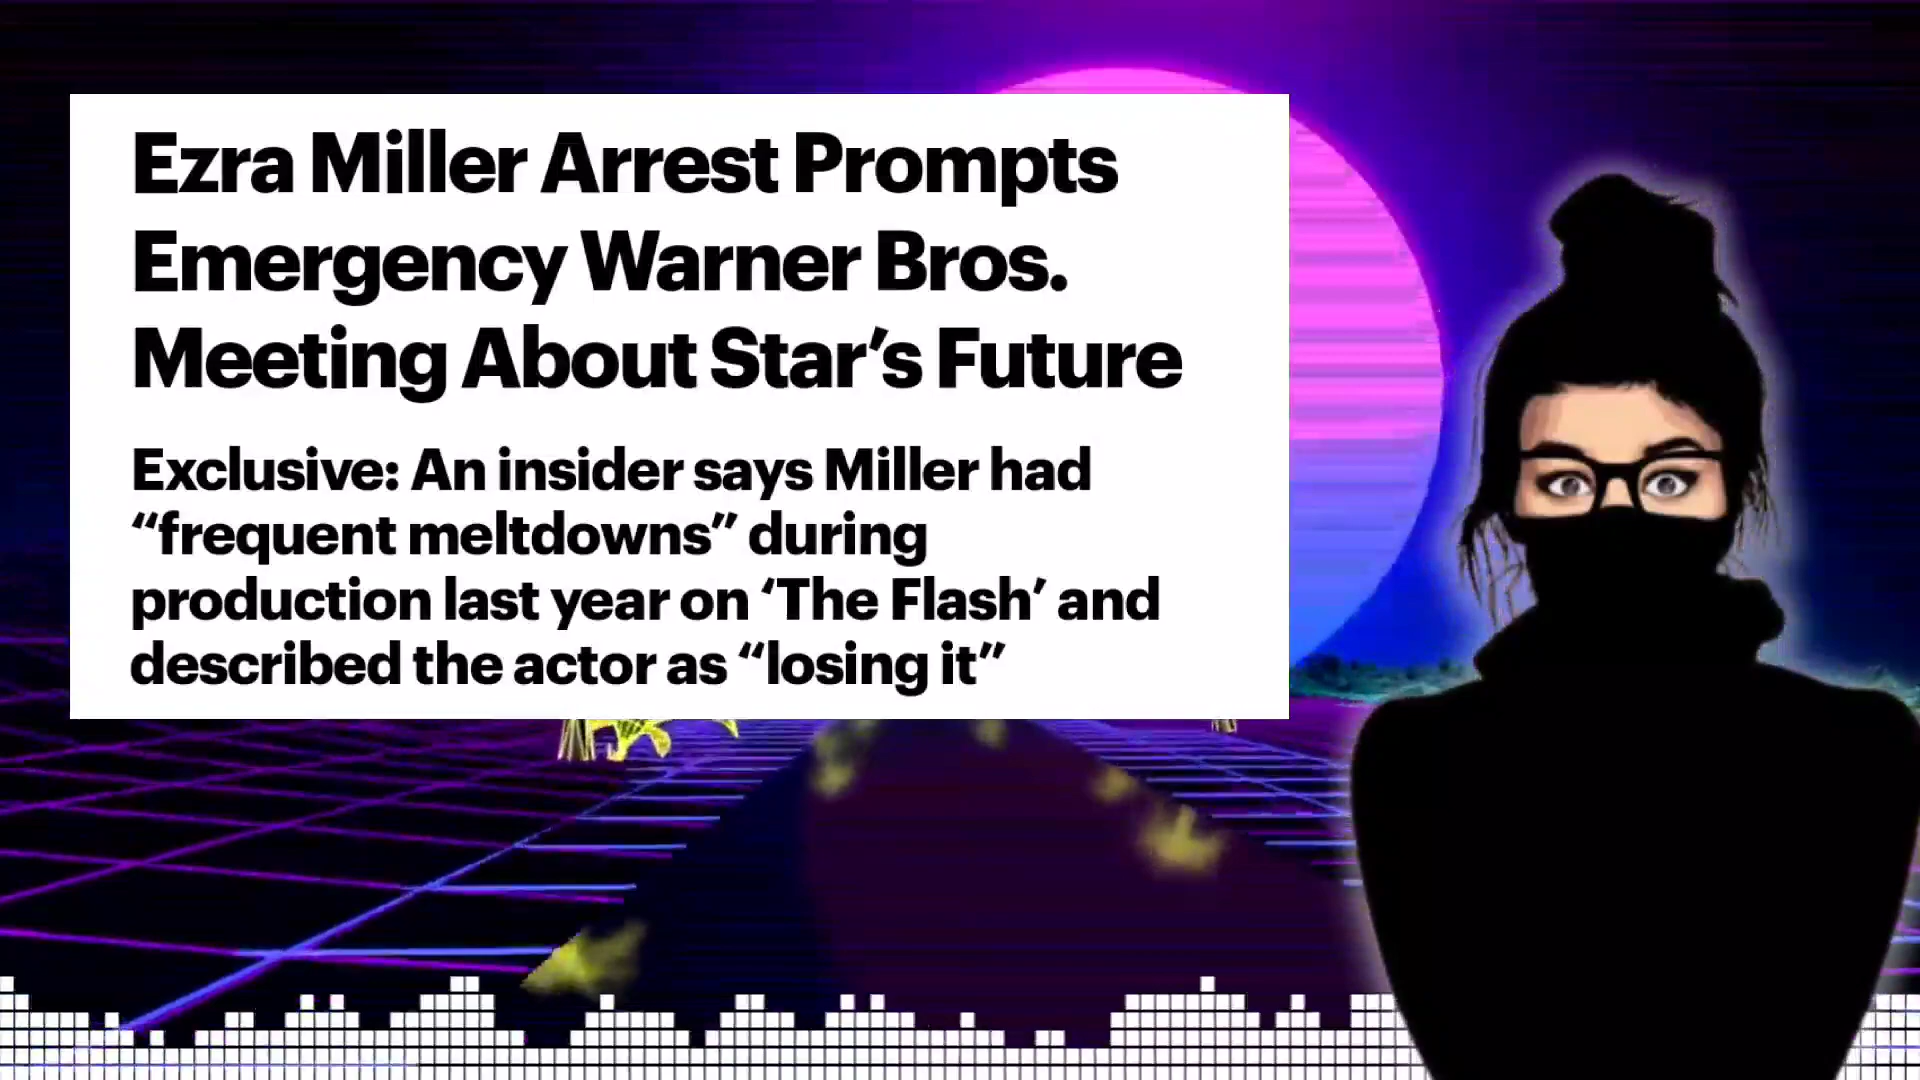 Ezra Miller Arrest Prompts
Emergency Warner Bros.
Meeting About Star’s Future
Exclusive: An insider says Miller had
“frequent meltdowns” during
production last year on ‘The Flash’ and
described the actor as “losing it”